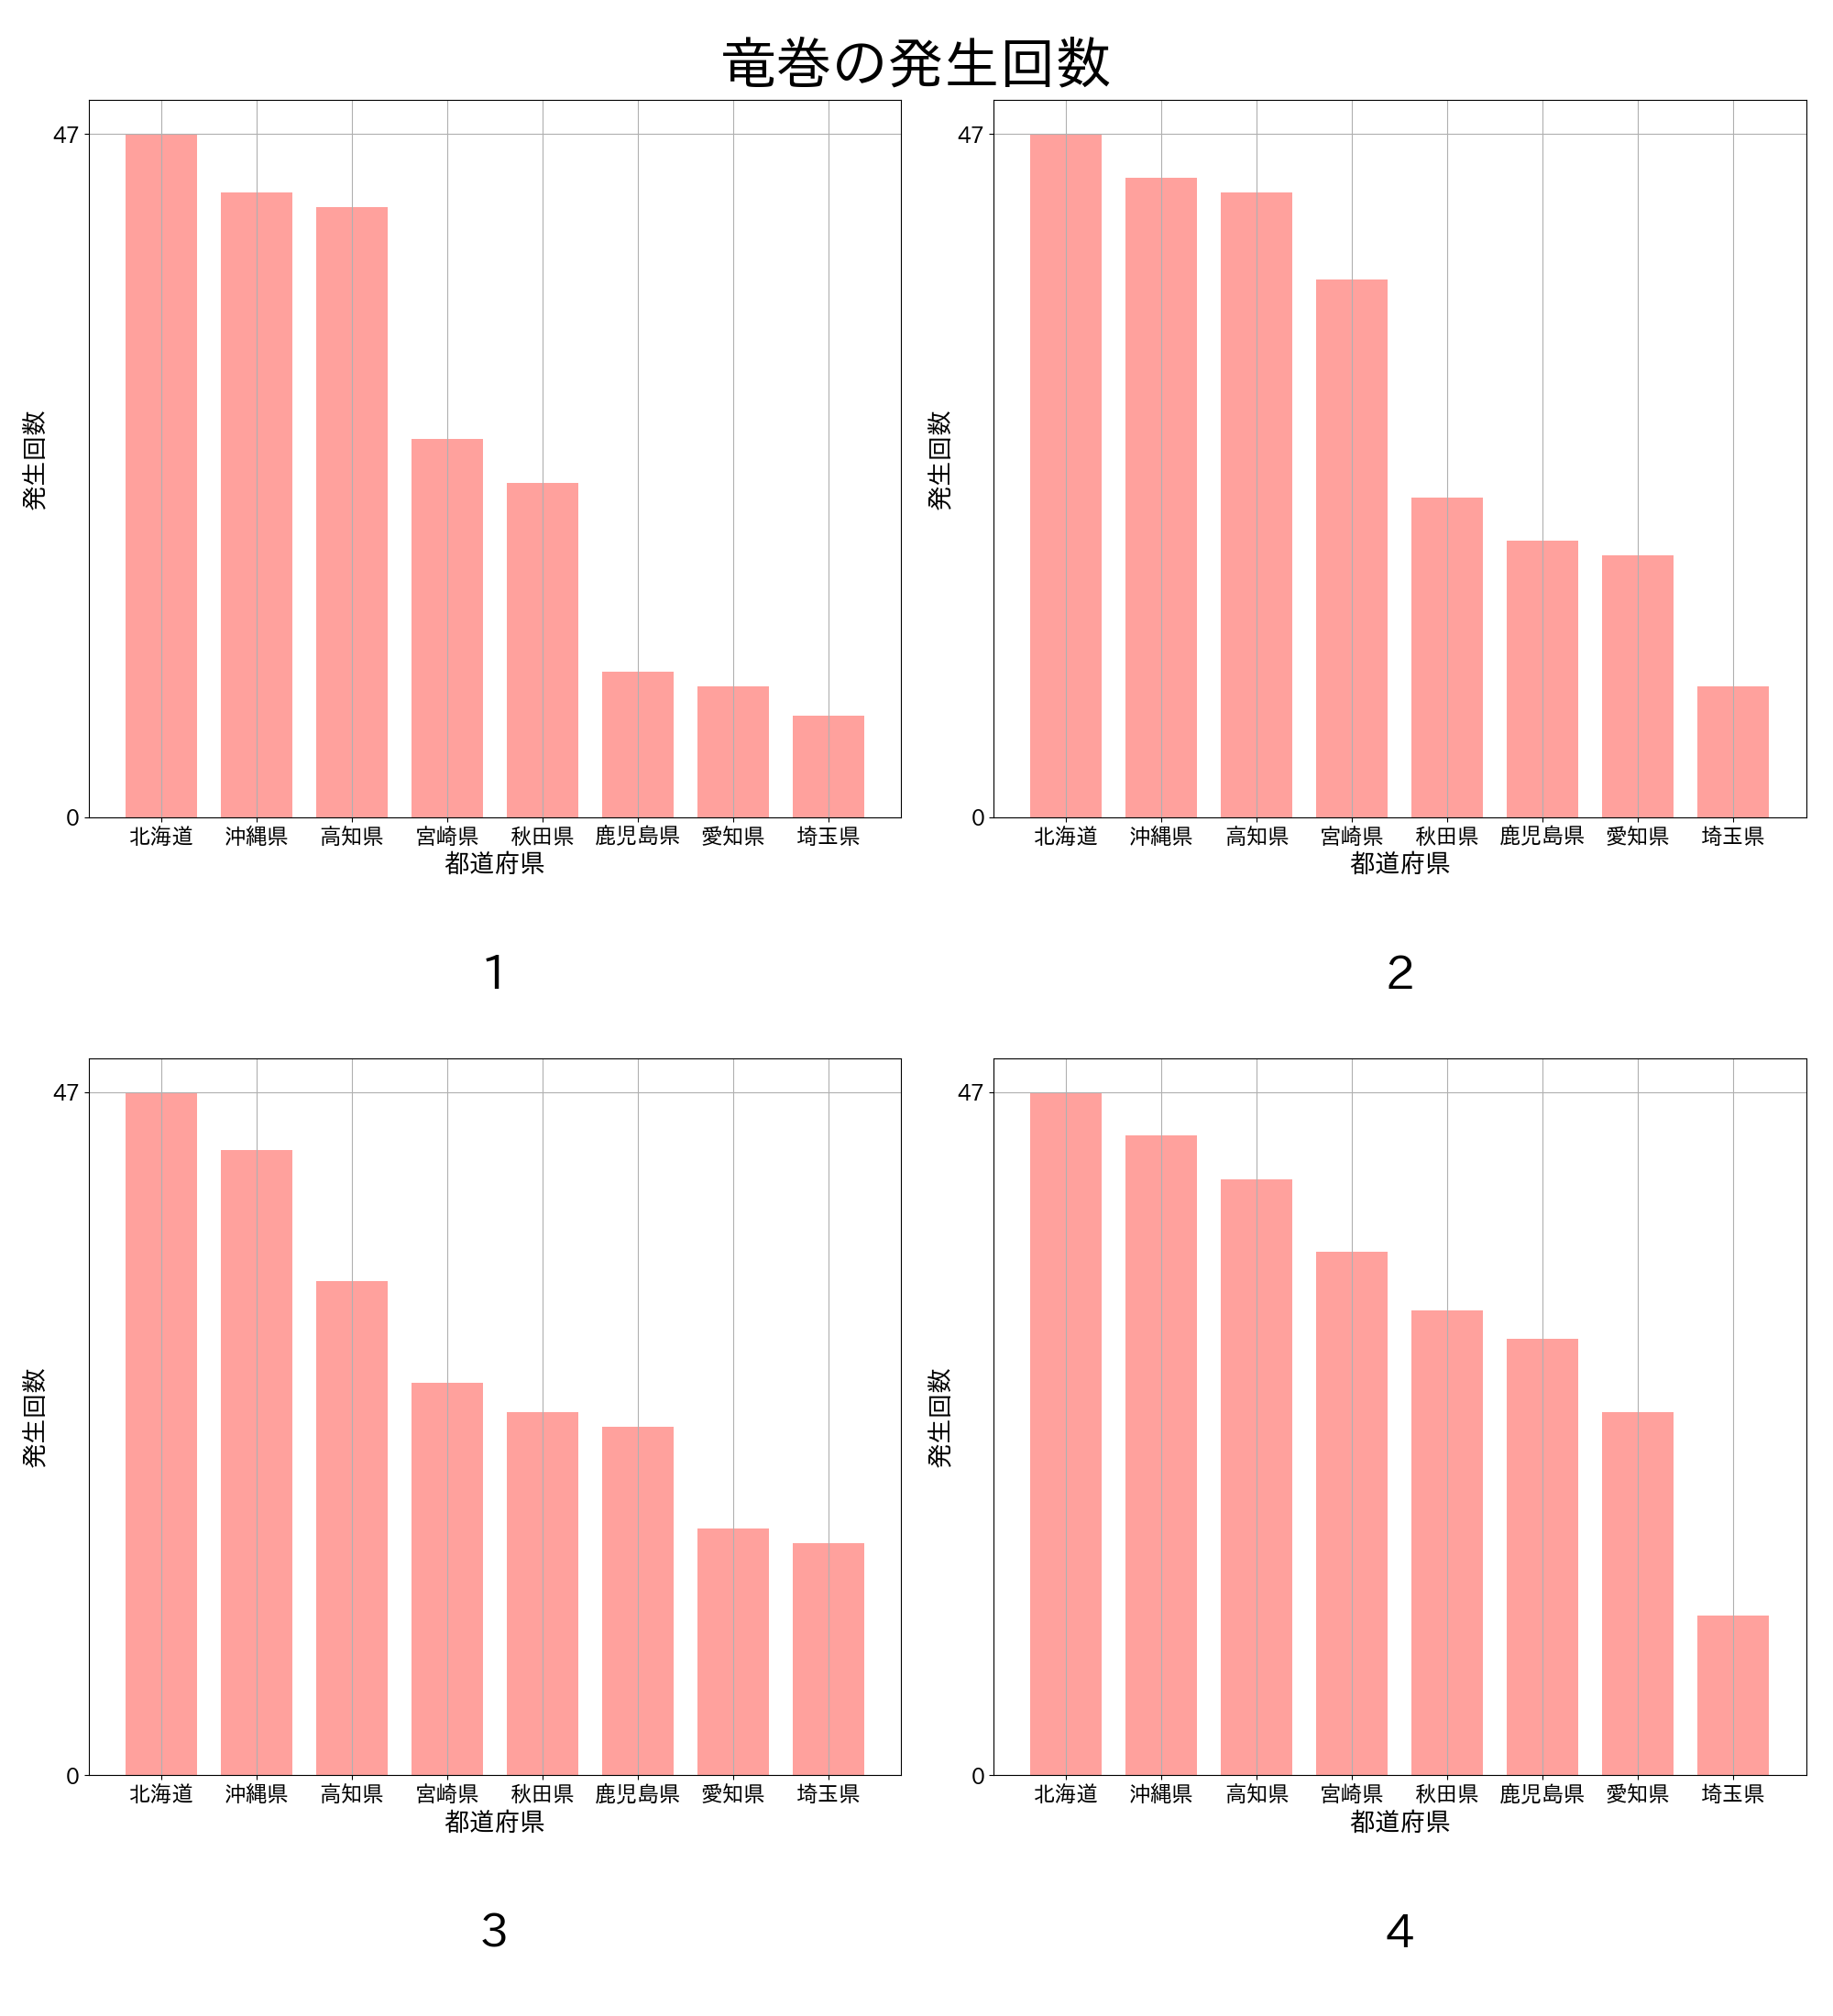 竜巻の発生回数
47
0
発生回数
北海道 沖縄県 高知県 宮崎県 秋田県 鹿児島県 愛知県 埼玉県
都道府県
1
47
0
発生回数
北海道 沖縄県 高知県 宮崎県 秋田県 鹿児島県 愛知県 埼玉県
都道府県
2
47
0
発生回数
北海道 沖縄県 高知県 宮崎県 秋田県 鹿児島県 愛知県 埼玉県
都道府県
3
47
0
発生回数
北海道 沖縄県 高知県 宮崎県 秋田県 鹿児島県 愛知県 埼玉県
都道府県
4